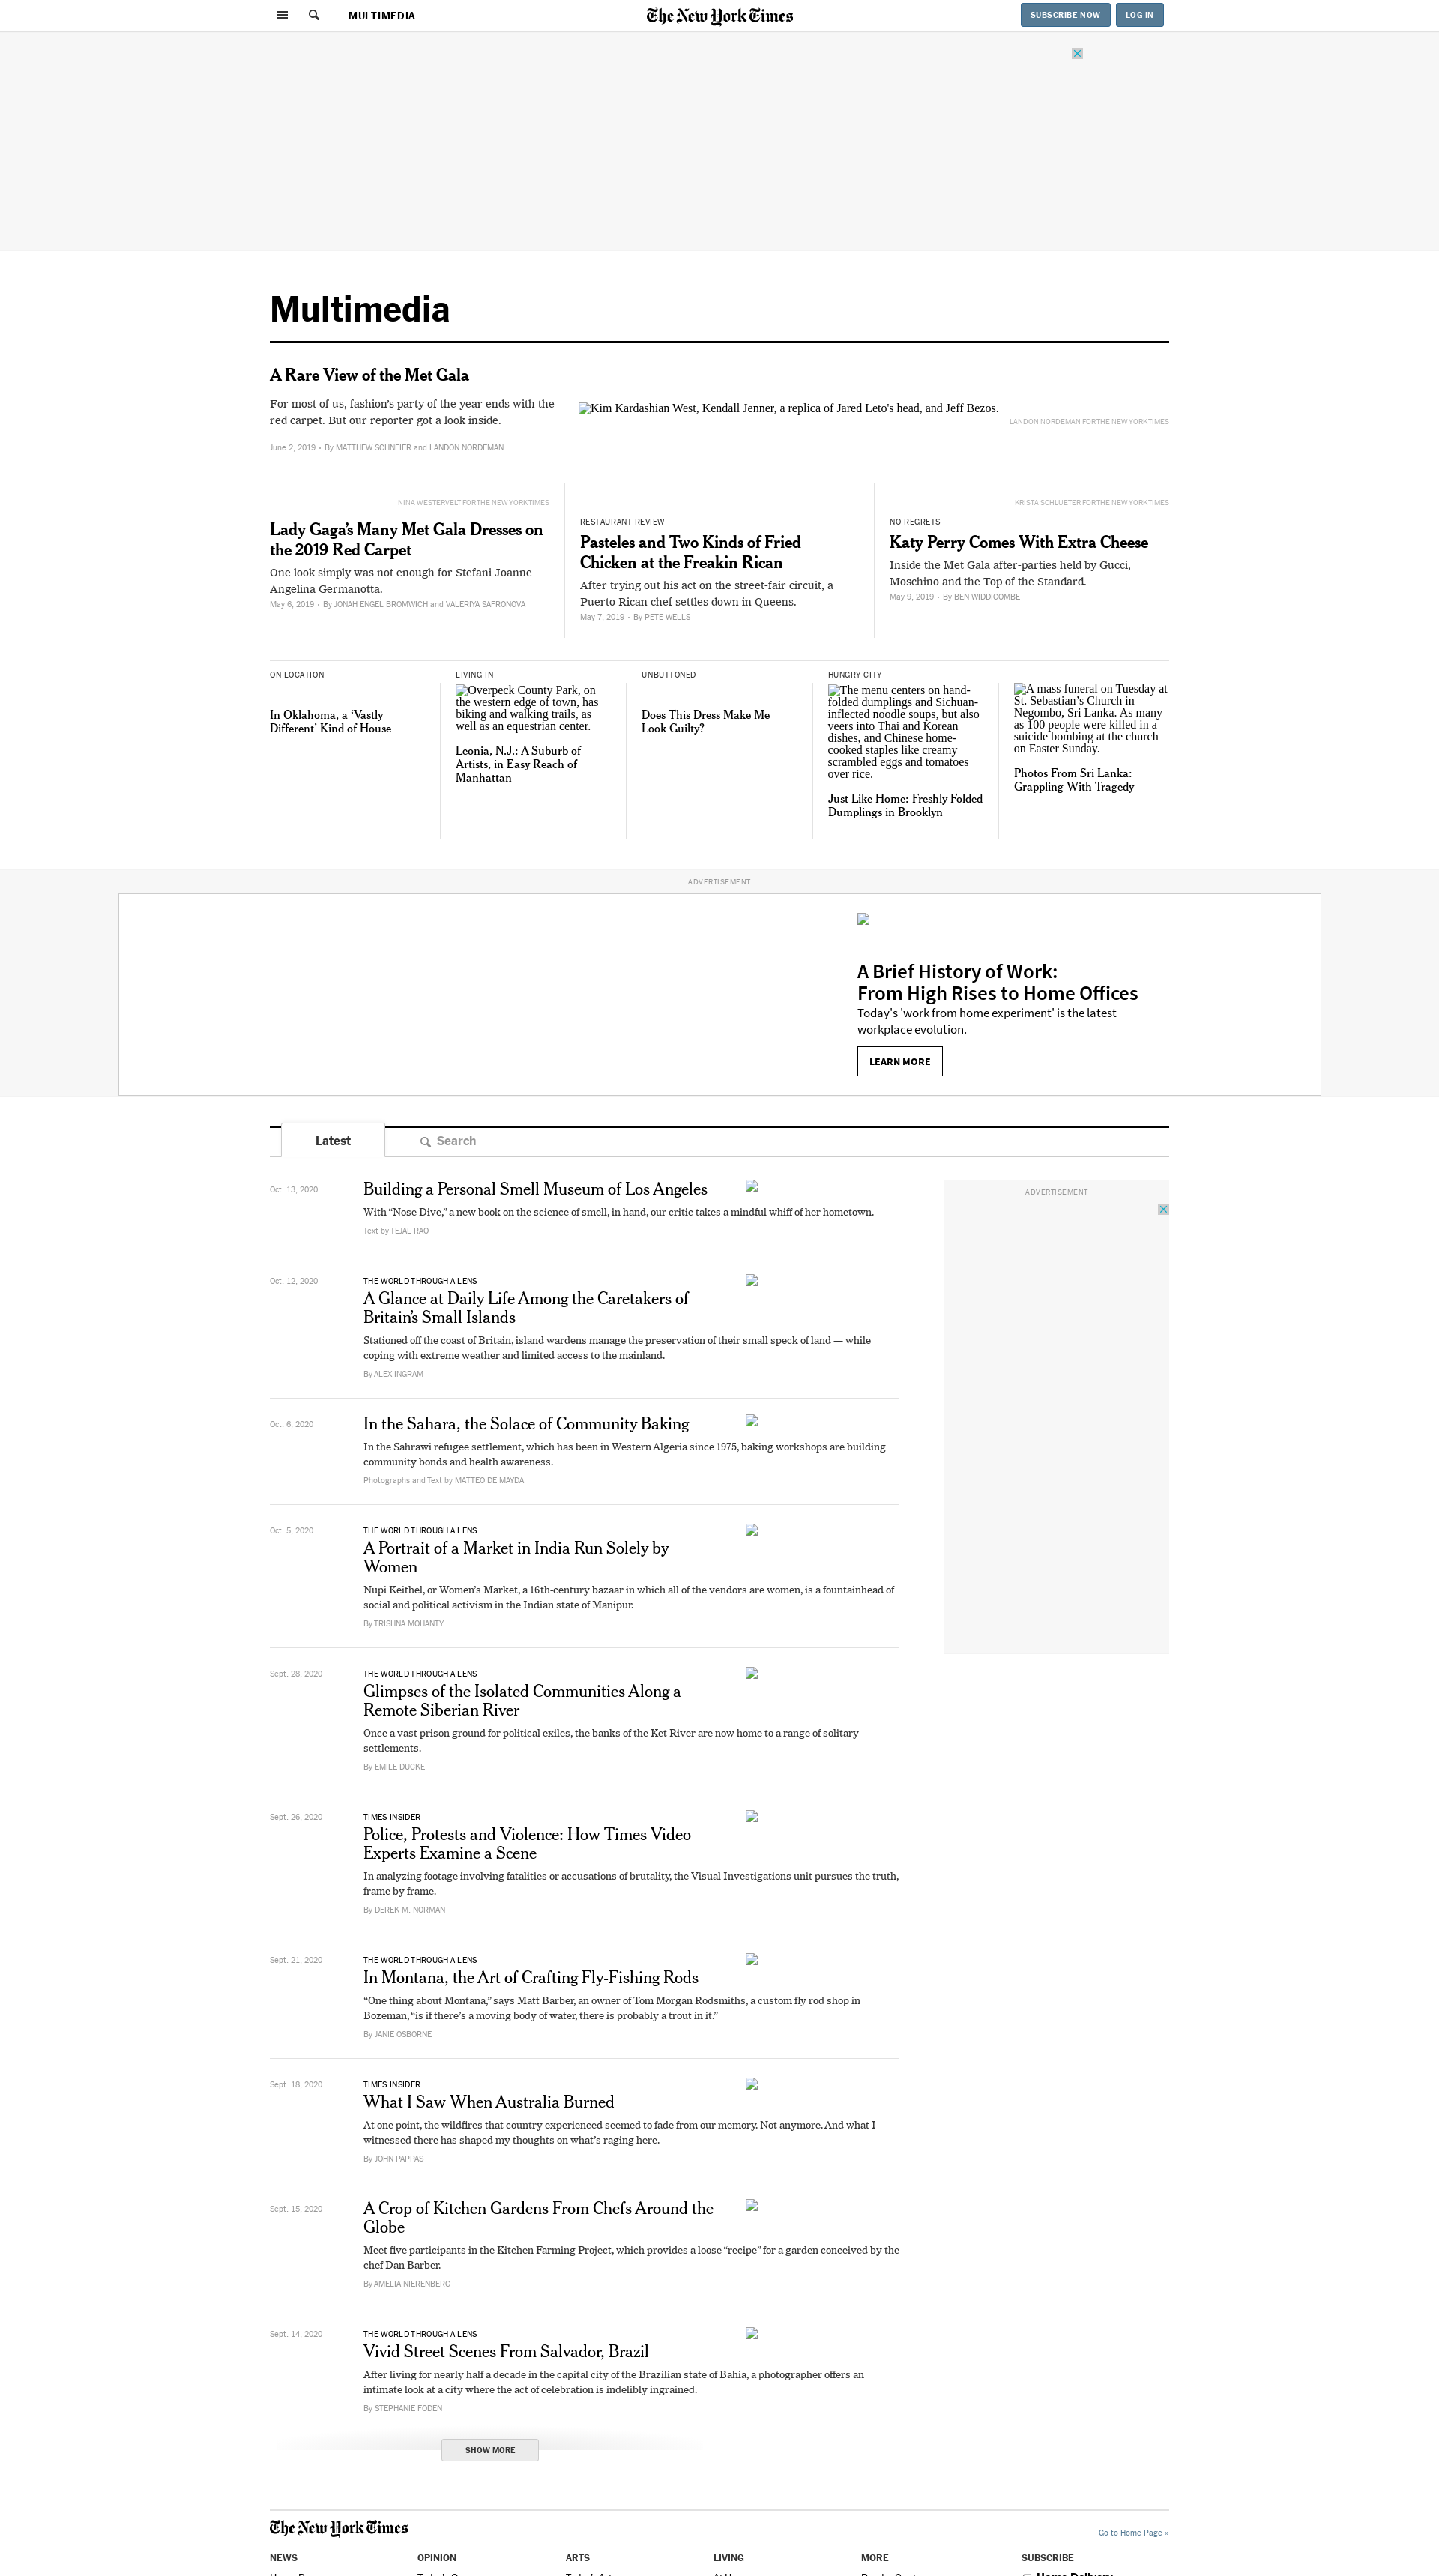 MULTIMEDIA
The New York Times
SUBSCRIBE NOW
LOG IN
Multimedia
A Rare View of the Met Gala
For most of us, fashion's party of the year ends with the
red carpet. But our reporter got a look inside.
June 2, 2019 • By MATTHEW SCHNEIER and LANDON NORDEMAN
Kim Kardashian West, Kendall Jenner, a replica of Jared Leto's head, and Jeff Bezos.
LANDON NORDEMAN FOR THE NEW YORK TIMES
NINA WESTERVELT FOR THE NEW YORK TIMES
Lady Gaga’s Many Met Gala Dresses on
the 2019 Red Carpet
One look simply was not enough for Stefani Joanne
Angelina Germanotta.
May 6, 2019 • By JONAH ENGEL BROMWICH and VALERIYA SAFRONOVA
RESTAURANT REVIEW
Pasteles and Two Kinds of Fried
Chicken at the Freakin Rican
After trying out his act on the street-fair circuit, a
Puerto Rican chef settles down in Queens.
May 7, 2019 • By PETE WELLS
KRISTA SCHLUETER FOR THE NEW YORK TIMES
NO REGRETS
Katy Perry Comes With Extra Cheese
Inside the Met Gala after-parties held by Gucci,
Moschino and the Top of the Standard.
May 9, 2019 • By BEN WIDDICOMBE
ON LOCATION
In Oklahoma, a ‘Vastly
Different’ Kind of House
LIVING IN
Overpeck County Park, on
the western edge of town, has
biking and walking trails, as
well as an equestrian center.
Leonia, N.J.: A Suburb of
Artists, in Easy Reach of
Manhattan
UNBUTTONED
Does This Dress Make Me
Look Guilty?
HUNGRY CITY
The menu centers on hand-
folded dumplings and Sichuan-
inflected noodle soups, but also
veers into Thai and Korean
dishes, and Chinese home-
cooked staples like creamy
scrambled eggs and tomatoes
over rice.
Just Like Home: Freshly Folded
Dumplings in Brooklyn
A mass funeral on Tuesday at
St. Sebastian’s Church in
Negombo, Sri Lanka. As many
as 100 people were killed in a
suicide bombing at the church
on Easter Sunday.
Photos From Sri Lanka:
Grappling With Tragedy
ADVERTISEMENT
A Brief History of Work:
From High Rises to Home Offices
Today's 'work from home experiment' is the latest
workplace evolution.
LEARN MORE
Latest
Search
Oct. 13, 2020
Building a Personal Smell Museum of Los Angeles
With “Nose Dive,” a new book on the science of smell, in hand, our critic takes a mindful whiff of her hometown.
Text by TEJAL RAO
ADVERTISEMENT
Oct. 12, 2020
THE WORLD THROUGH A LENS
A Glance at Daily Life Among the Caretakers of
Britain’s Small Islands
Stationed off the coast of Britain, island wardens manage the preservation of their small speck of land — while
coping with extreme weather and limited access to the mainland.
By ALEX INGRAM
Oct. 6, 2020
In the Sahara, the Solace of Community Baking
In the Sahrawi refugee settlement, which has been in Western Algeria since 1975, baking workshops are building
community bonds and health awareness.
Photographs and Text by MATTEO DE MAYDA
Oct. 5, 2020
THE WORLD THROUGH A LENS
A Portrait of a Market in India Run Solely by
Women
Nupi Keithel, or Women’s Market, a 16th-century bazaar in which all of the vendors are women, is a fountainhead of
social and political activism in the Indian state of Manipur.
By TRISHNA MOHANTY
Sept. 28, 2020
THE WORLD THROUGH A LENS
Glimpses of the Isolated Communities Along a
Remote Siberian River
Once a vast prison ground for political exiles, the banks of the Ket River are now home to a range of solitary
settlements.
By EMILE DUCKE
Sept. 26, 2020
TIMES INSIDER
Police, Protests and Violence: How Times Video
Experts Examine a Scene
In analyzing footage involving fatalities or accusations of brutality, the Visual Investigations unit pursues the truth,
frame by frame.
By DEREK M. NORMAN
Sept. 21, 2020
THE WORLD THROUGH A LENS
In Montana, the Art of Crafting Fly-Fishing Rods
“One thing about Montana,” says Matt Barber, an owner of Tom Morgan Rodsmiths, a custom fly rod shop in
Bozeman, “is if there’s a moving body of water, there is probably a trout in it.”
By JANIE OSBORNE
Sept. 18, 2020
TIMES INSIDER
What I Saw When Australia Burned
At one point, the wildfires that country experienced seemed to fade from our memory. Not anymore. And what I
witnessed there has shaped my thoughts on what’s raging here.
By JOHN PAPPAS
Sept. 15, 2020
A Crop of Kitchen Gardens From Chefs Around the
Globe
Meet five participants in the Kitchen Farming Project, which provides a loose “recipe” for a garden conceived by the
chef Dan Barber.
By AMELIA NIERENBERG
Sept. 14, 2020
THE WORLD THROUGH A LENS
Vivid Street Scenes From Salvador, Brazil
After living for nearly half a decade in the capital city of the Brazilian state of Bahia, a photographer offers an
intimate look at a city where the act of celebration is indelibly ingrained.
By STEPHANIE FODEN
SHOW MORE
The New York Times
Go to Home Page »
NEWS
OPINION
ARTS
LIVING
MORE
SUBSCRIBE